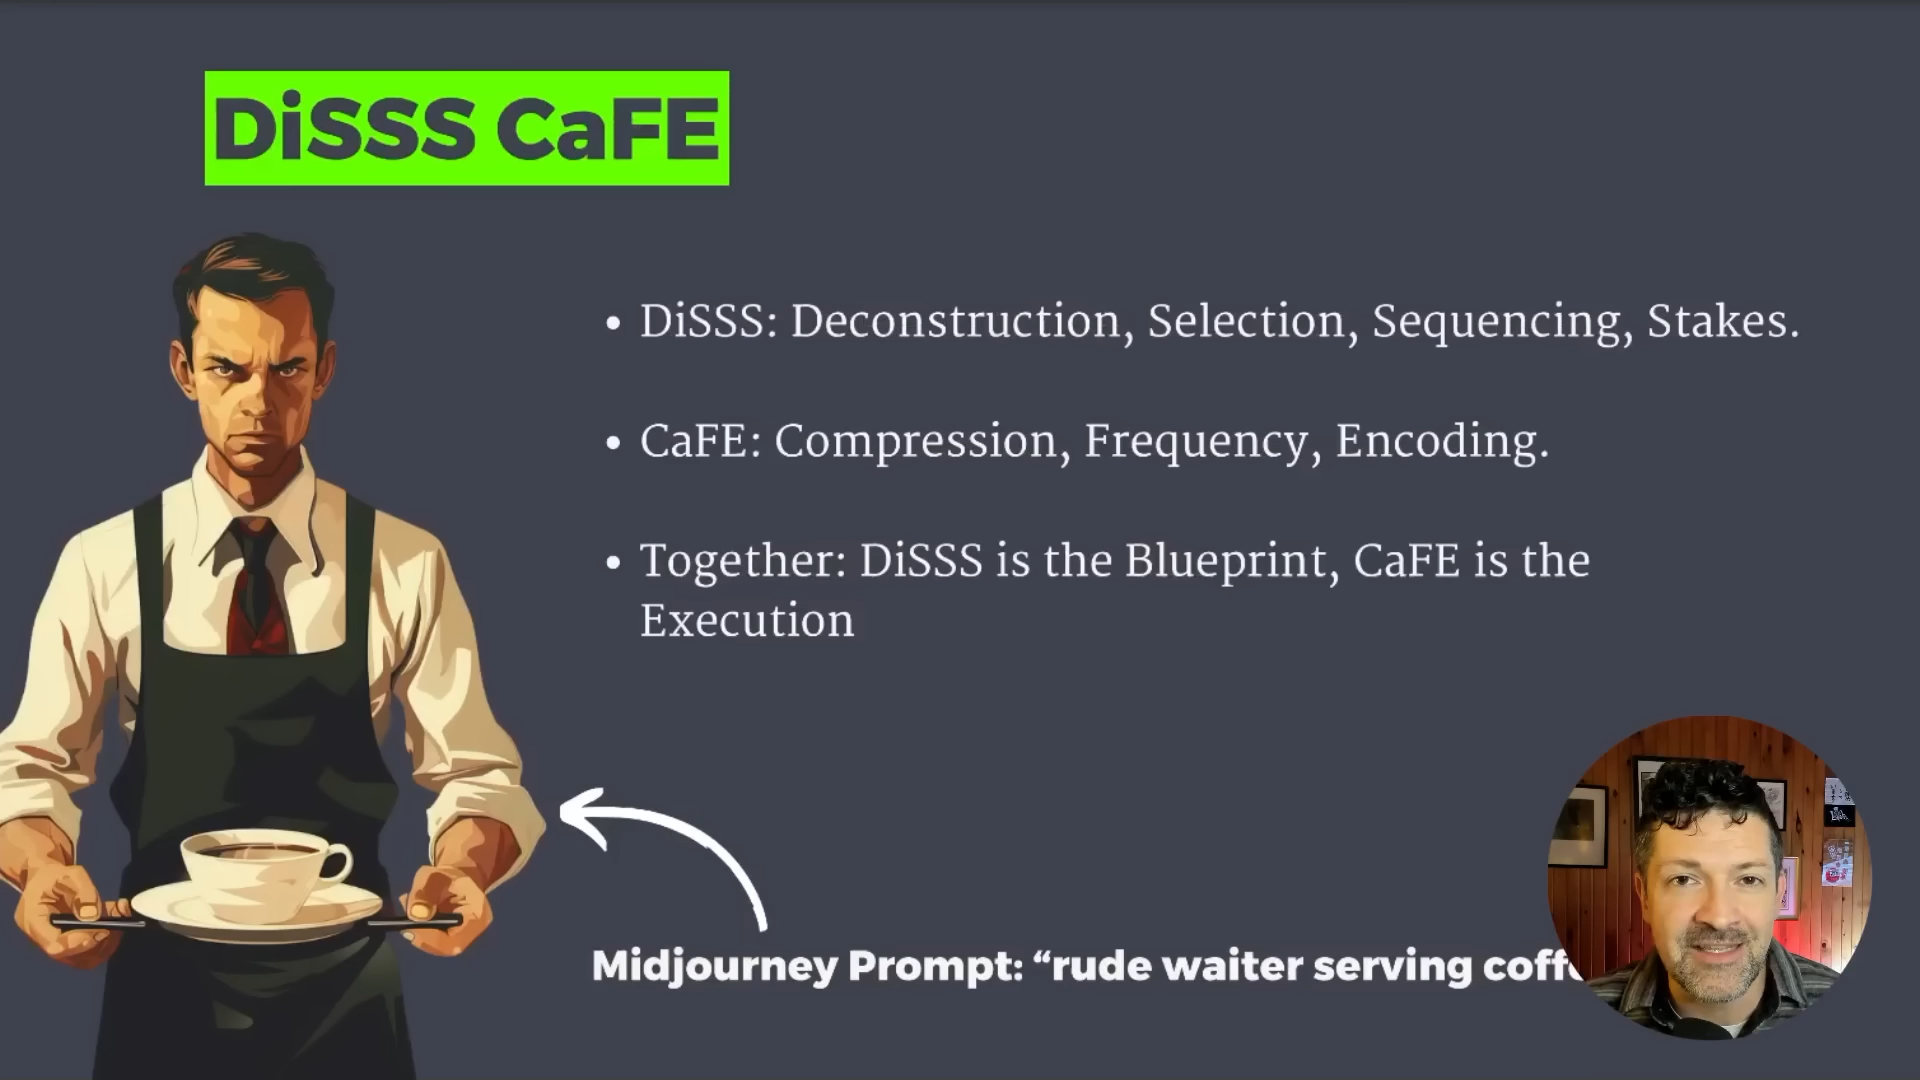 DiSSS CaFE
• DiSSS: Deconstruction, Selection, Sequencing, Stakes.
• CaFE: Compression, Frequency, Encoding.
• Together: DiSSS is the Blueprint, CaFE is the
Execution
Midjourney Prompt: “rude waiter serving